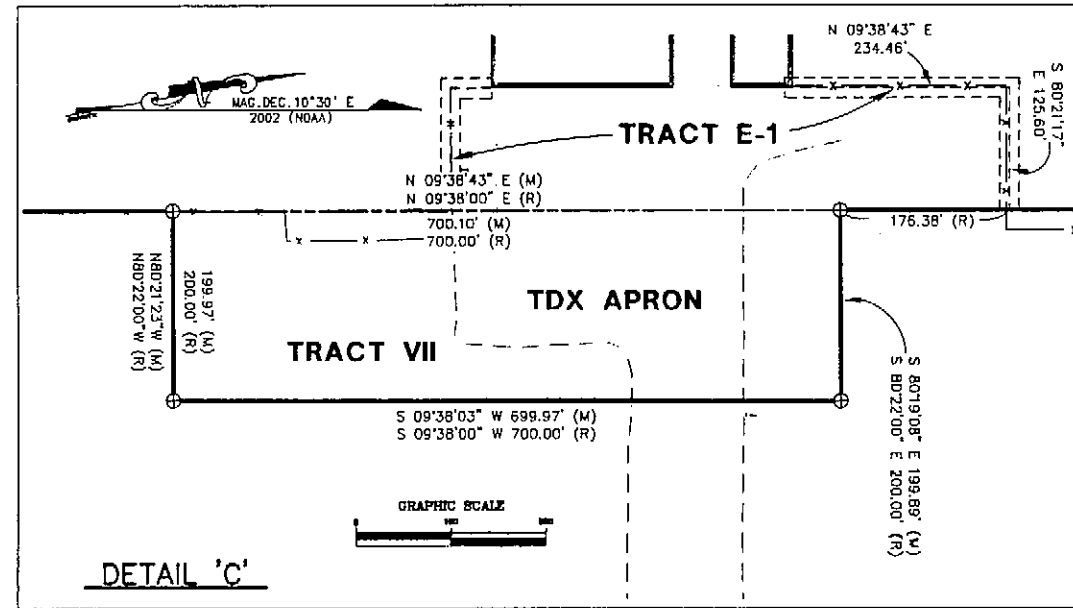 N 09°38'43" E
234.46'
S 80°21'17"
E 125.60'
N
MAG.DEC. 10°30' E
2002 (NOAA)
TRACT E-1
N 09°38'43" E (M)
N 09°38'00" E (R)
700.10' (M)
700.00' (R)
176.38' (R)
199.97' (M)
200.00' (R)
N80°21'23"W (M)
N80°22'00"W (R)
TDX APRON
TRACT VII
S 80°19'08" E 199.89' (M)
S 80°22'00" E 200.00' (R)
S 09°38'03" W 699.97' (M)
S 09°38'00" W 700.00' (R)
GRAPHIC SCALE
0
DETAIL 'C'